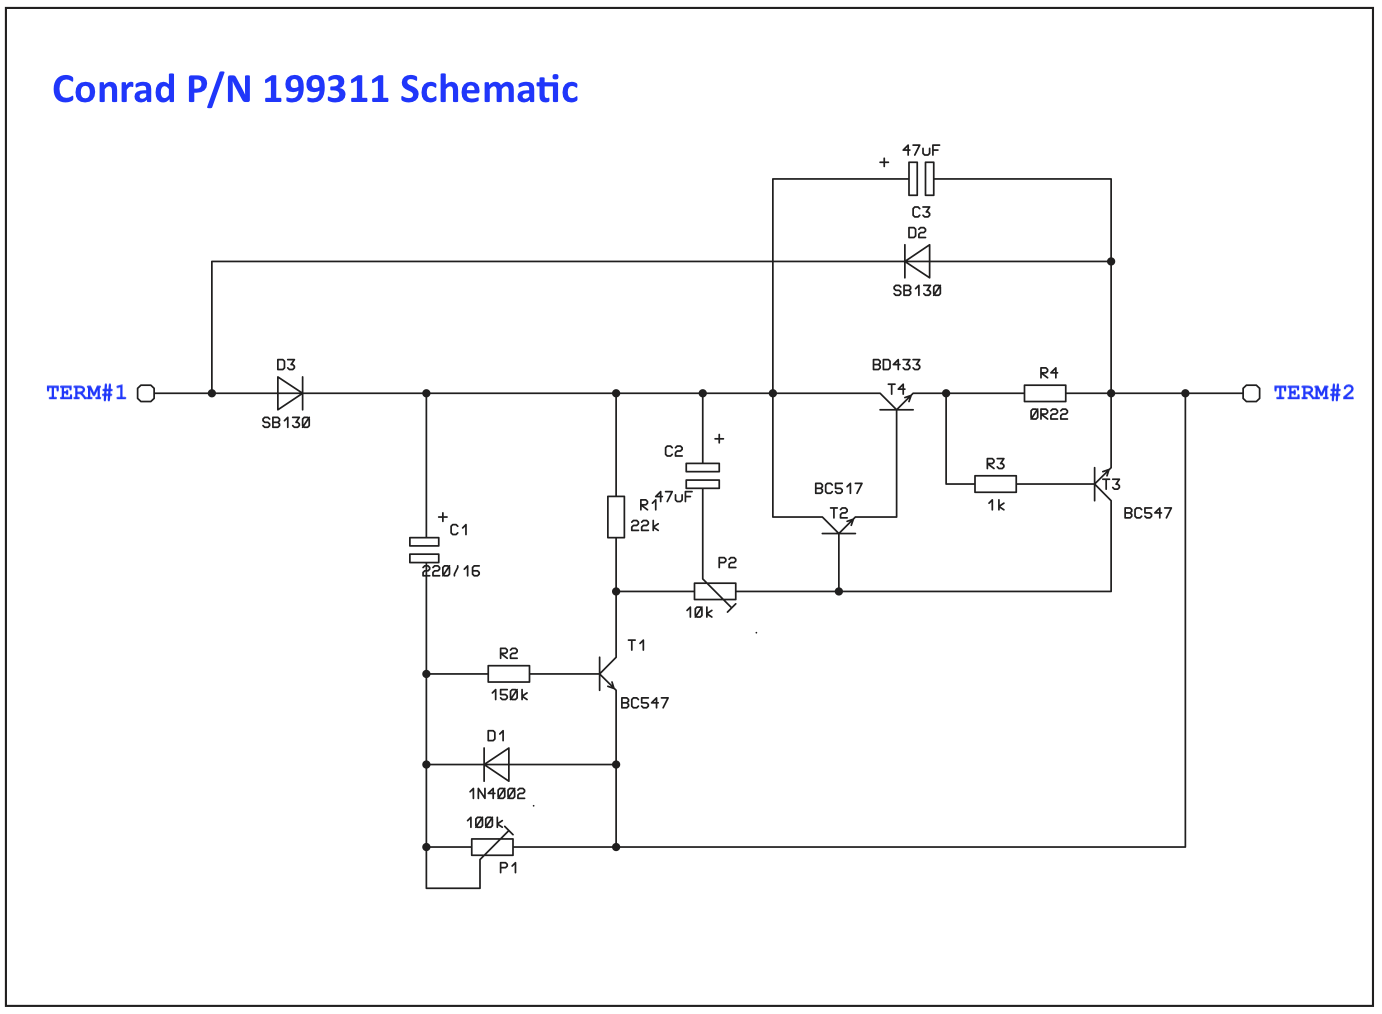 Conrad P/N 199311 Schematic
+
47uF
C3
D2
SB130
D3
SB130
TERM#1
BD433
T4
R4
0R22
TERM#2
C2
+
47uF
R1
22k
BC517
T2
R3
1k
T3
BC547
+
C1
220/16
P2
10k
R2
150k
T1
BC547
D1
1N4002
100k
P1